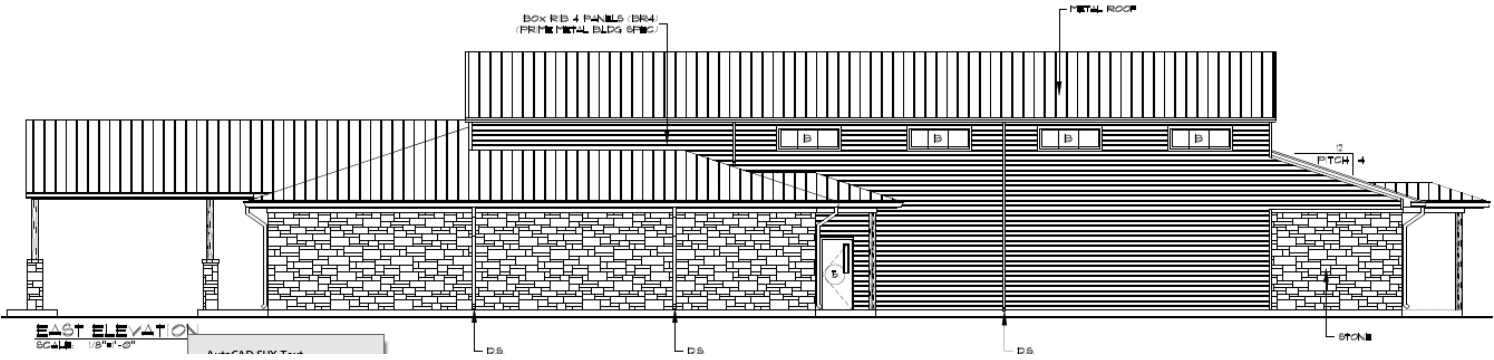 BOX RIB 4 PANELS (BR4)
(PRIME METAL BLDG SPEC)
METAL ROOF
B
B
B
B
12
PITCH 4
B
EAST ELEVATION
SCALE: 1/8"=1'-0"
AutoCAD SHX Text
D.S.
D.S.
D.S.
STONE